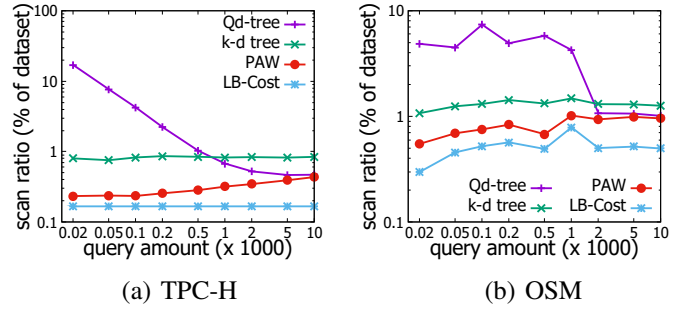 scan ratio (% of dataset)
100
10
1
0.1
Qd-tree
k-d tree
PAW
LB-Cost
0.02 0.05 0.1 0.2 0.5 1 2 5 10
query amount (x 1000)
(a) TPC-H
scan ratio (% of dataset)
10
1
0.1
Qd-tree PAW
k-d tree LB-Cost
0.02 0.05 0.1 0.2 0.5 1 2 5 10
query amount (x 1000)
(b) OSM